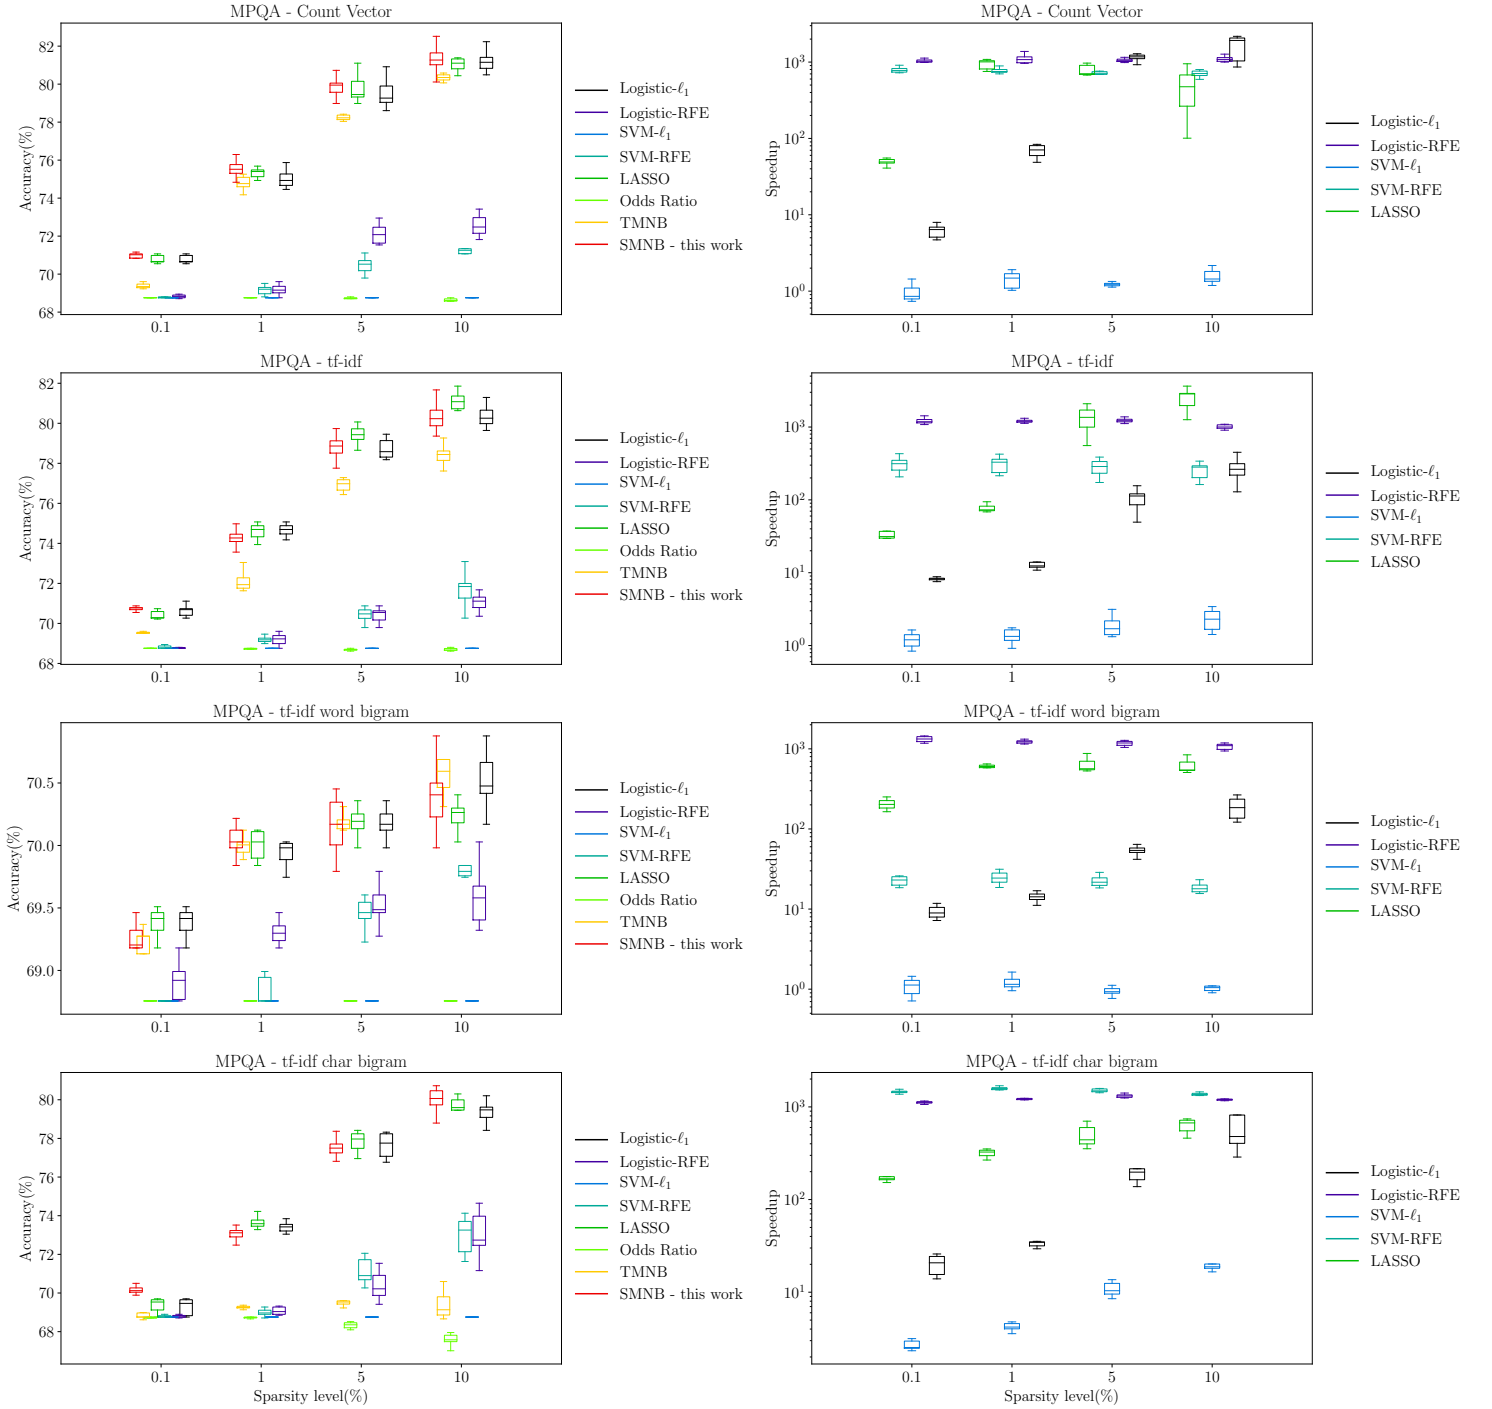 MPQA - Count Vector
82
80
78
76
74
72
70
68
Accuracy(%)
0.1 1 5 10
Logistic-ℓ₁
Logistic-RFE
SVM-ℓ₁
SVM-RFE
LASSO
Odds Ratio
TMNB
SMNB - this work
MPQA - Count Vector
10³
10²
10¹
10⁰
Speedup
0.1 1 5 10
Logistic-ℓ₁
Logistic-RFE
SVM-ℓ₁
SVM-RFE
LASSO
MPQA - tf-idf
82
80
78
76
74
72
70
68
Accuracy(%)
0.1 1 5 10
Logistic-ℓ₁
Logistic-RFE
SVM-ℓ₁
SVM-RFE
LASSO
Odds Ratio
TMNB
SMNB - this work
MPQA - tf-idf
10³
10²
10¹
10⁰
Speedup
0.1 1 5 10
Logistic-ℓ₁
Logistic-RFE
SVM-ℓ₁
SVM-RFE
LASSO
MPQA - tf-idf word bigram
70.5
70.0
69.5
69.0
Accuracy(%)
0.1 1 5 10
Logistic-ℓ₁
Logistic-RFE
SVM-ℓ₁
SVM-RFE
LASSO
Odds Ratio
TMNB
SMNB - this work
MPQA - tf-idf word bigram
10³
10²
10¹
10⁰
Speedup
0.1 1 5 10
Logistic-ℓ₁
Logistic-RFE
SVM-ℓ₁
SVM-RFE
LASSO
MPQA - tf-idf char bigram
80
78
76
74
72
70
68
Accuracy(%)
0.1 1 5 10
Sparsity level(%)
Logistic-ℓ₁
Logistic-RFE
SVM-ℓ₁
SVM-RFE
LASSO
Odds Ratio
TMNB
SMNB - this work
MPQA - tf-idf char bigram
10³
10²
10¹
Speedup
0.1 1 5 10
Sparsity level(%)
Logistic-ℓ₁
Logistic-RFE
SVM-ℓ₁
SVM-RFE
LASSO